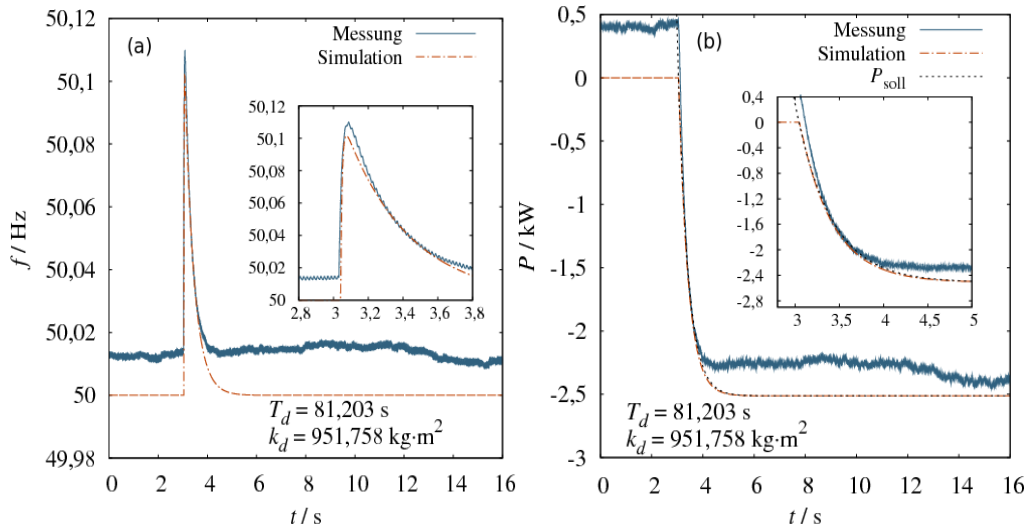 50,12
50,1
50,08
50,06
50,04
50,02
50
49,98
f / Hz
(a)
Messung
Simulation
50,12
50,1
50,08
50,06
50,04
50,02
50
2,8 3 3,2 3,4 3,6 3,8
T_d = 81,203 s
k_d = 951,758 kg·m²
0 2 4 6 8 10 12 14 16
t / s
0,5
0
-0,5
-1
-1,5
-2
-2,5
-3
P / kW
(b)
Messung
Simulation
P_soll
0,4
0
-0,4
-0,8
-1,2
-1,6
-2
-2,4
-2,8
3 3,5 4 4,5 5
T_d = 81,203 s
k_d = 951,758 kg·m²
0 2 4 6 8 10 12 14 16
t / s